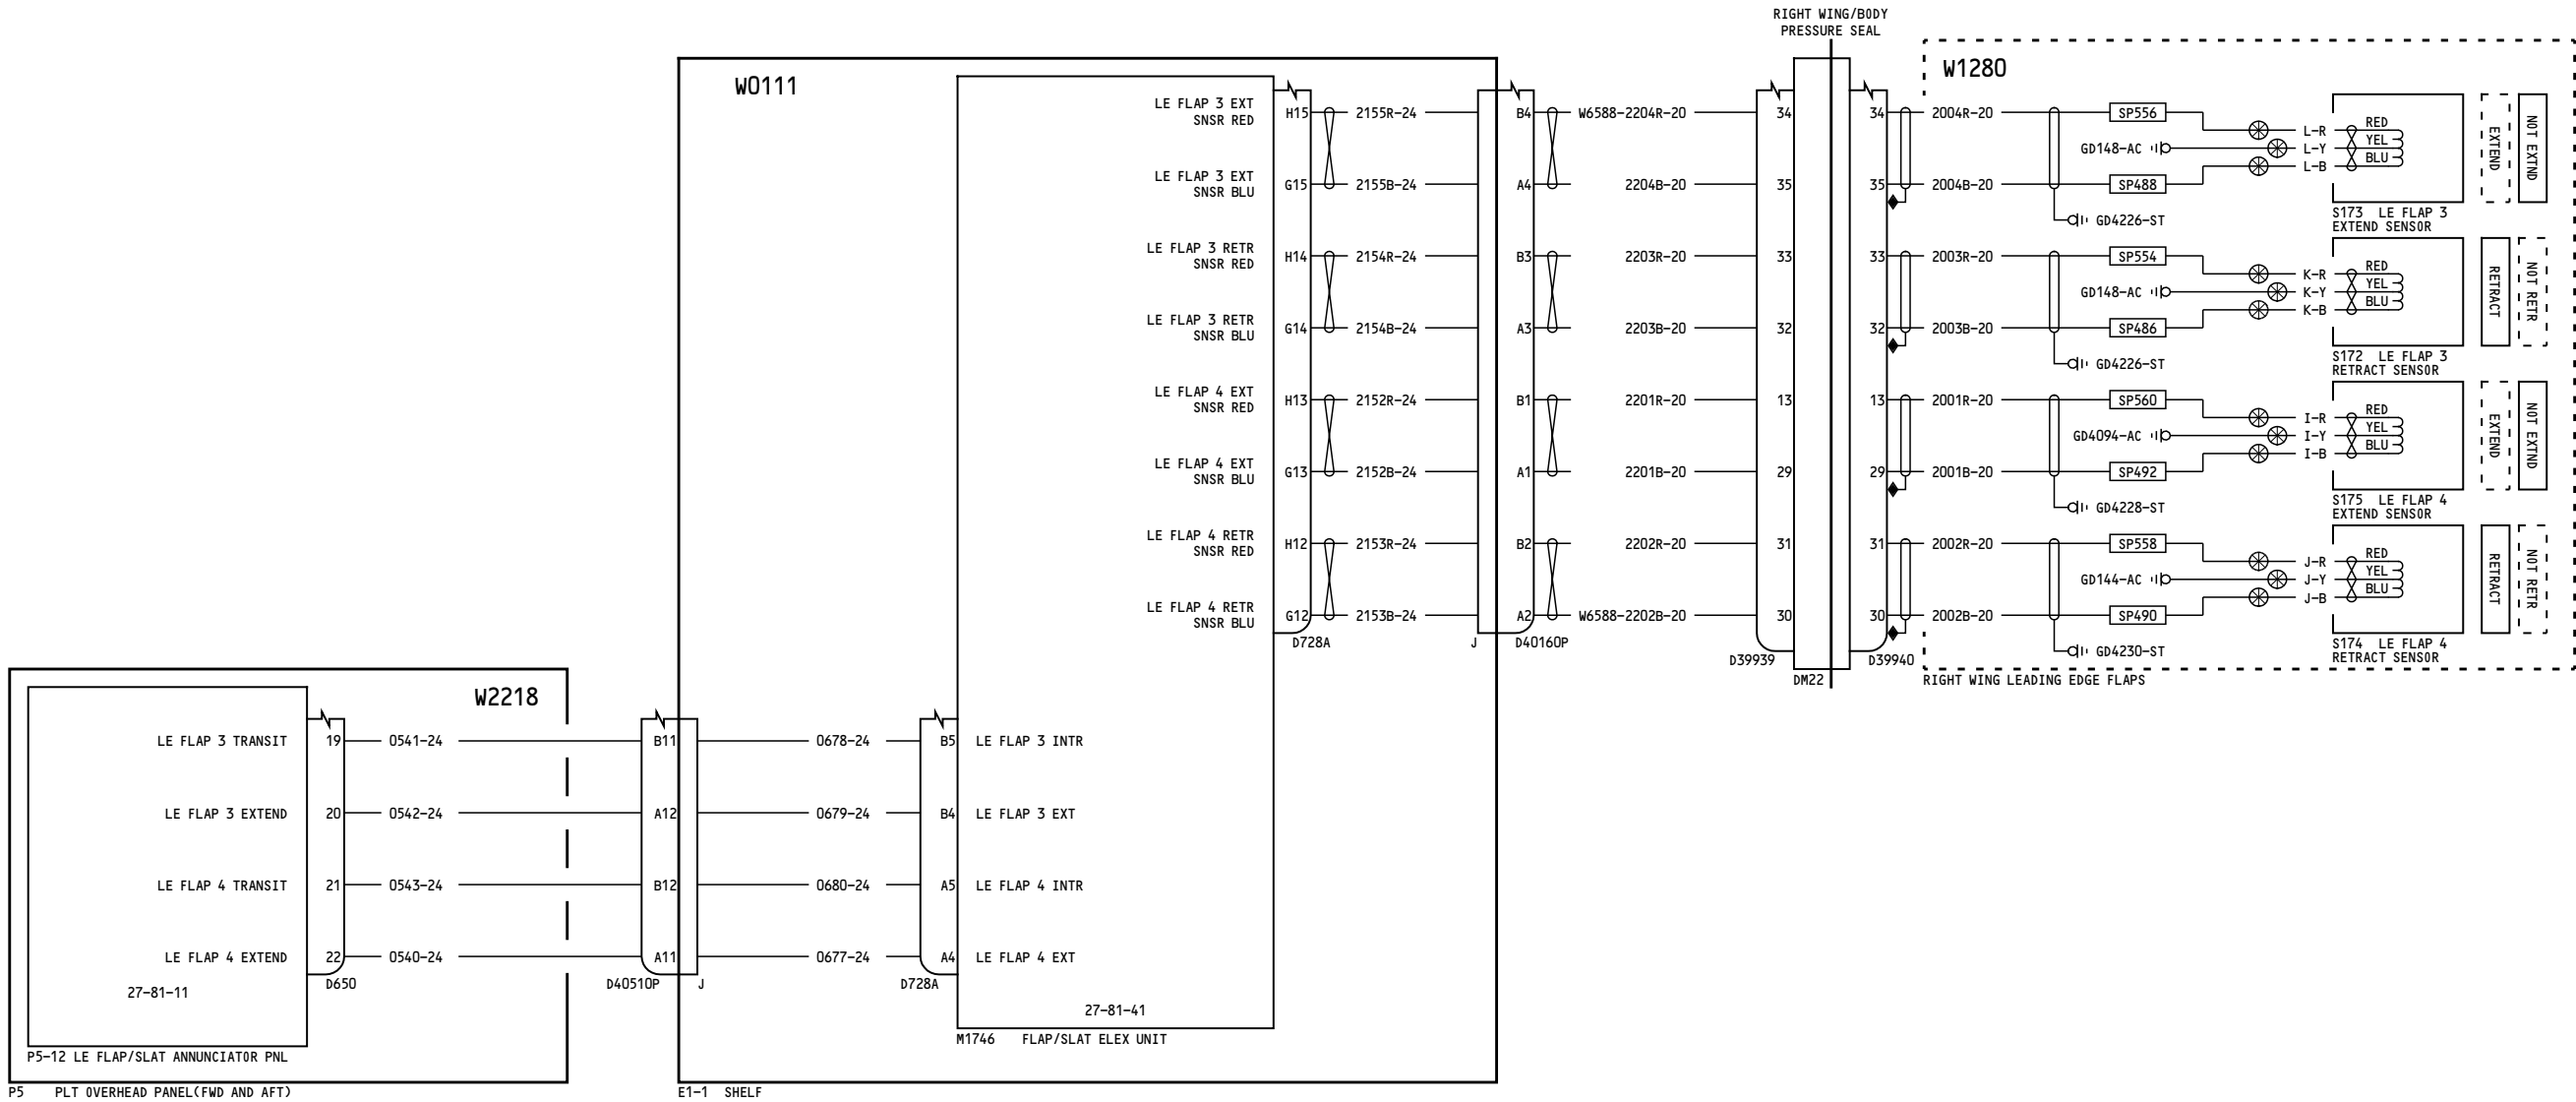 RIGHT WING/BODY
PRESSURE SEAL
W0111
W1280
LE FLAP 3 EXT
SNSR RED
H15
2155R-24
B4
W6588-2204R-20
34
34
2004R-20
SP556
L-R
RED
GD148-AC
L-Y
YEL
L-B
BLU
LE FLAP 3 EXT
SNSR BLU
G15
2155B-24
A4
2204B-20
35
35
2004B-20
SP488
GD4226-ST
S173 LE FLAP 3
EXTEND SENSOR
EXTEND
NOT EXTEND
LE FLAP 3 RETR
SNSR RED
H14
2154R-24
B3
2203R-20
33
33
2003R-20
SP554
K-R
RED
GD148-AC
K-Y
YEL
K-B
BLU
LE FLAP 3 RETR
SNSR BLU
G14
2154B-24
A3
2203B-20
32
32
2003B-20
SP486
GD4226-ST
S172 LE FLAP 3
RETRACT SENSOR
RETRACT
NOT RETR
LE FLAP 4 EXT
SNSR RED
H13
2152R-24
B1
2201R-20
13
13
2001R-20
SP560
I-R
RED
GD4094-AC
I-Y
YEL
I-B
BLU
LE FLAP 4 EXT
SNSR BLU
G13
2152B-24
A1
2201B-20
29
29
2001B-20
SP492
GD4228-ST
S175 LE FLAP 4
EXTEND SENSOR
EXTEND
NOT EXTND
LE FLAP 4 RETR
SNSR RED
H12
2153R-24
B2
2202R-20
31
31
2002R-20
SP558
J-R
RED
GD144-AC
J-Y
YEL
J-B
BLU
LE FLAP 4 RETR
SNSR BLU
G12
2153B-24
A2
W6588-2202B-20
30
30
2002B-20
SP490
GD4230-ST
S174 LE FLAP 4
RETRACT SENSOR
RETRACT
NOT RETR
D728A
J
D40160P
D39939
DM22
D39940
RIGHT WING LEADING EDGE FLAPS
W2218
LE FLAP 3 TRANSIT
19
0541-24
B11
0678-24
B5
LE FLAP 3 INTR
LE FLAP 3 EXTEND
20
0542-24
A12
0679-24
B4
LE FLAP 3 EXT
LE FLAP 4 TRANSIT
21
0543-24
B12
0680-24
A5
LE FLAP 4 INTR
LE FLAP 4 EXTEND
22
0540-24
A11
0677-24
A4
LE FLAP 4 EXT
27-81-11
D650
D40510P
J
D728A
27-81-41
M1746 FLAP/SLAT ELEX UNIT
P5-12 LE FLAP/SLAT ANNUNCIATOR PNL
P5 PLT OVERHEAD PANEL(FWD AND AFT)
E1-1 SHELF